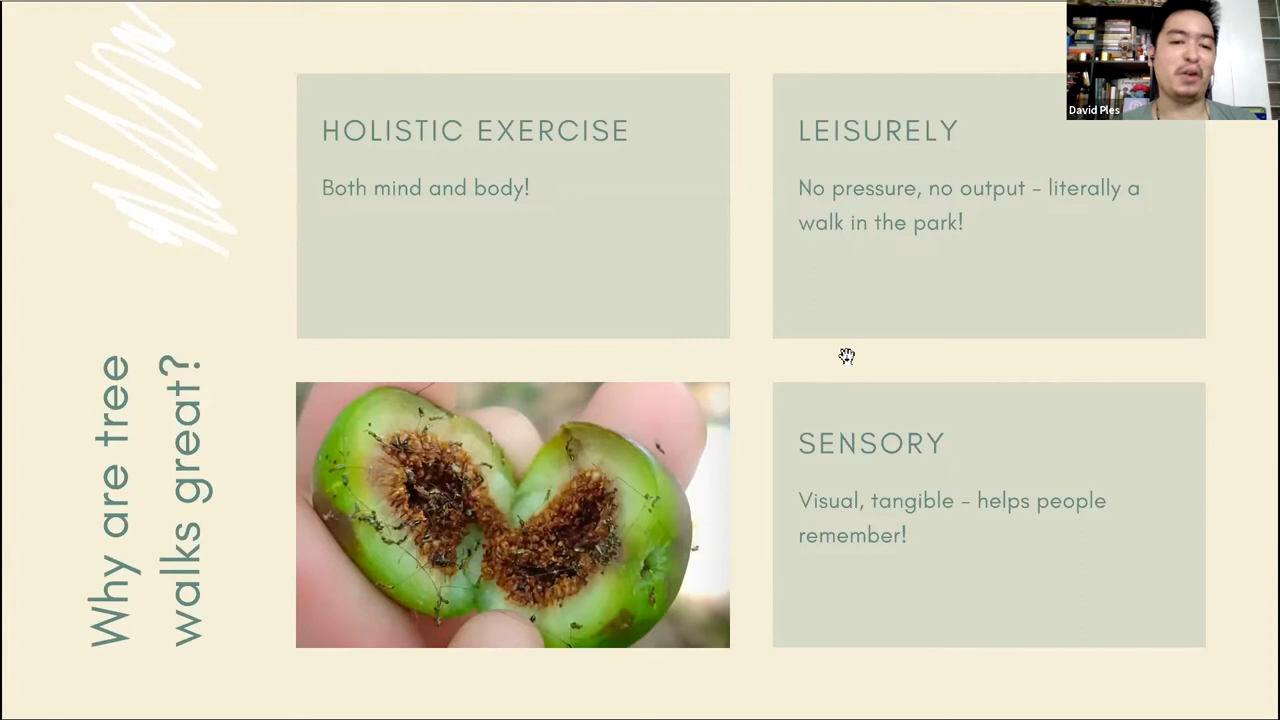 Why are tree
walks great?
HOLISTIC EXERCISE
Both mind and body!
LEISURELY
No pressure, no output - literally a
walk in the park!
SENSORY
Visual, tangible - helps people
remember!
David Ples